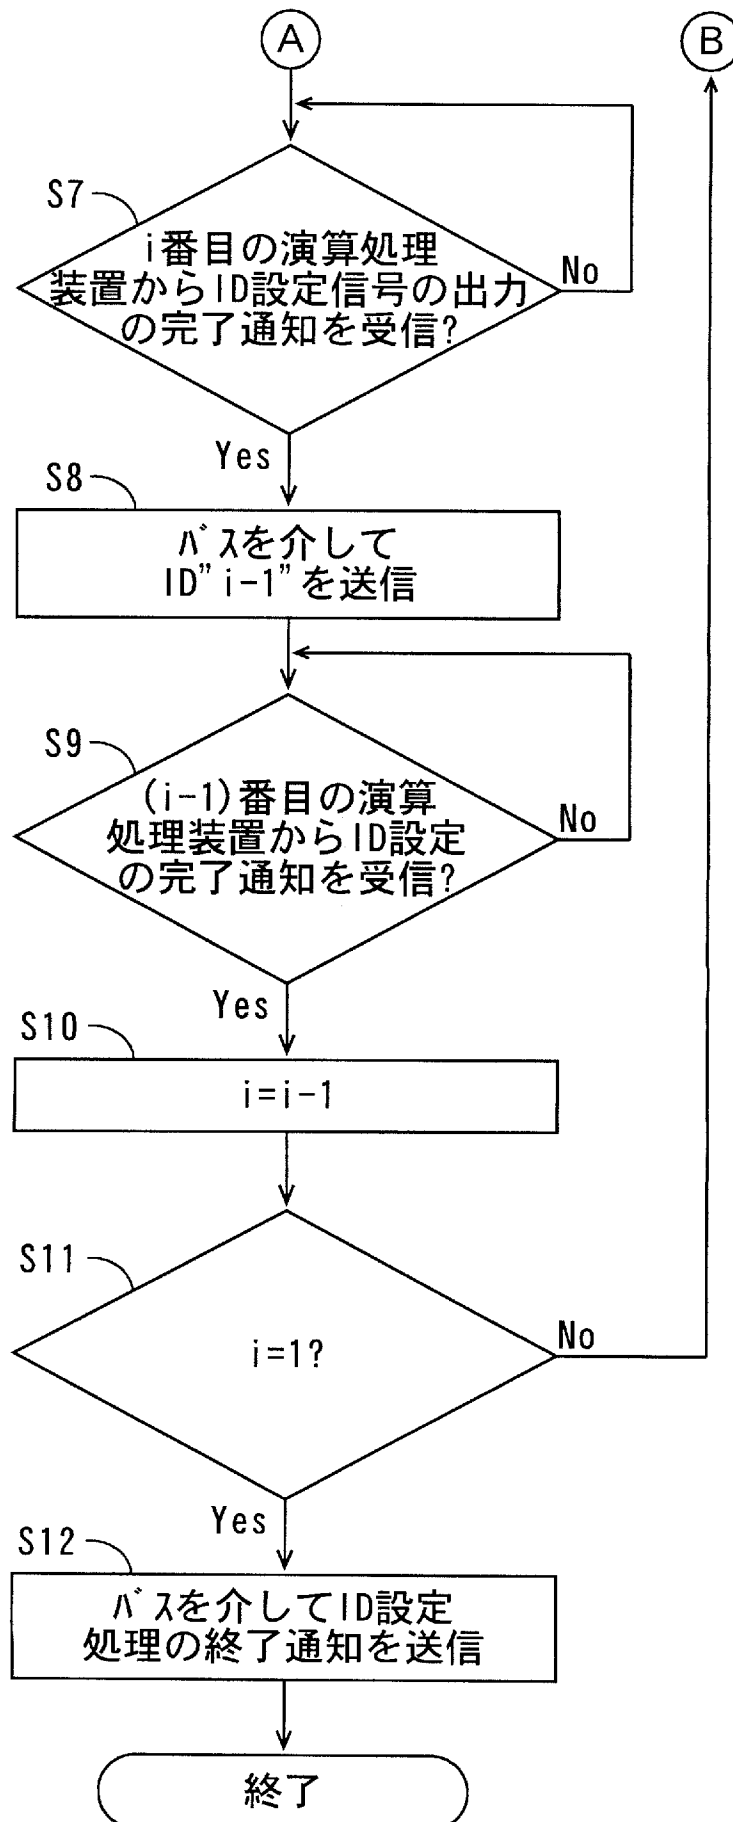 A
B
S7
i番目の演算処理
装置からID設定信号の出力
の完了通知を受信?
No
Yes
S8
バスを介して
ID"i-1"を送信
S9
(i-1)番目の演算
処理装置からID設定
の完了通知を受信?
No
Yes
S10
i=i-1
S11
i=1?
No
Yes
S12
バスを介してID設定
処理の終了通知を送信
終了